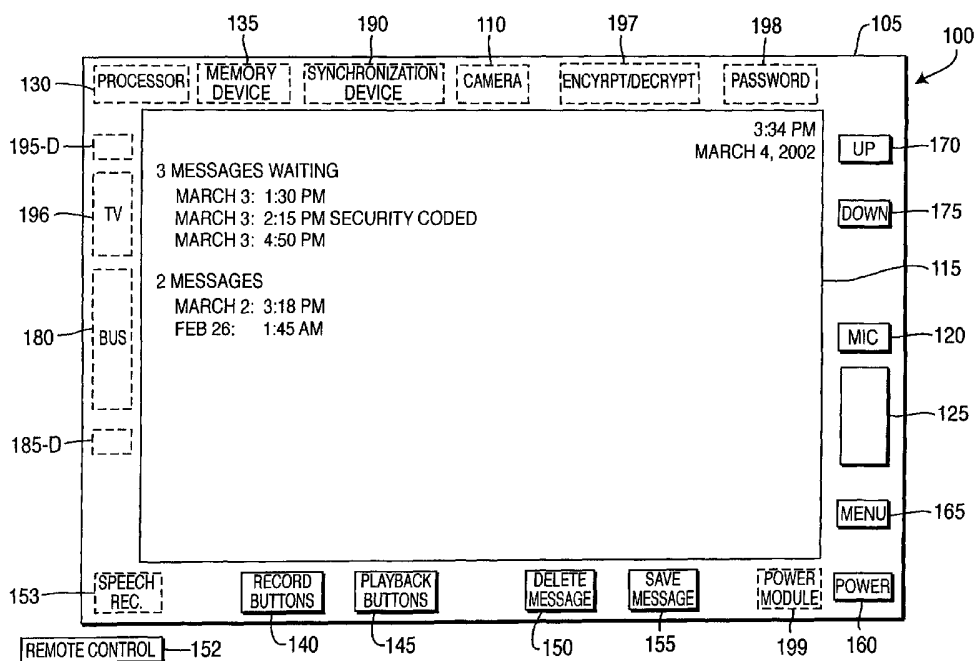 135
190
110
197
198
105
100
130
PROCESSOR
MEMORY
DEVICE
SYNCHRONIZATION
DEVICE
CAMERA
ENCYRPT/DECRYPT
PASSWORD
195-D
3:34 PM
MARCH 4, 2002
UP
170
3 MESSAGES WAITING
MARCH 3: 1:30 PM
MARCH 3: 2:15 PM SECURITY CODED
MARCH 3: 4:50 PM
196
TV
DOWN
175
115
2 MESSAGES
MARCH 2: 3:18 PM
FEB 26: 1:45 AM
180
BUS
MIC
120
125
185-D
MENU
165
153
SPEECH
REC.
RECORD
BUTTONS
PLAYBACK
BUTTONS
DELETE
MESSAGE
SAVE
MESSAGE
POWER
MODULE
POWER
REMOTE CONTROL
152
140
145
150
155
199
160